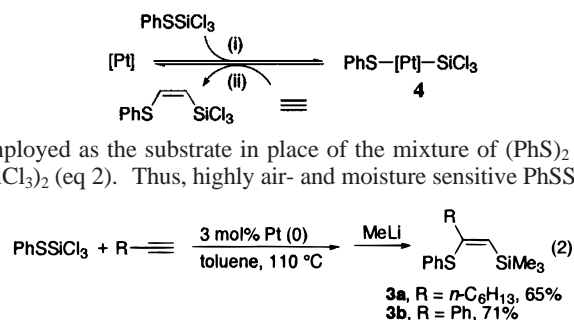 PhSSiCl3
(i)
[Pt] PhS–[Pt]–SiCl3
(ii)
PhS SiCl3 4
mployed as the substrate in place of the mixture of (PhS)2
Cl3)2 (eq 2). Thus, highly air- and moisture sensitive PhSS
R
PhSSiCl3 + R 3 mol% Pt (0) MeLi (2)
toluene, 110 °C PhS SiMe3
3a, R = n-C6H13, 65%
3b, R = Ph, 71%